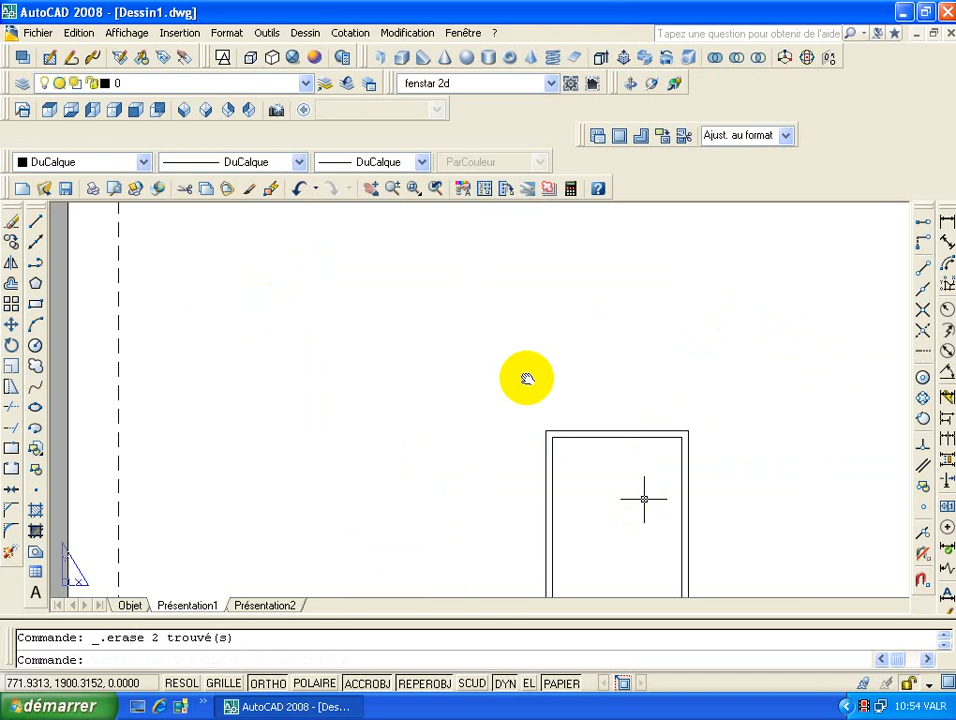 AutoCAD 2008 - [Dessin1.dwg]
Fichier Edition Affichage Insertion Format Outils Dessin Cotation Modification Fenêtre ? Tapez une question pour obtenir de l'aide
0 fenstar 2d
Ajust. au format
DuCalque DuCalque DuCalque ParCouleur
A
X
Objet Présentation1 Présentation2
Commande: _.erase 2 trouvé(s)
Commande:
771.9313, 1900.3152, 0.0000 RESOL GRILLE ORTHO POLAIRE ACCROBJ REPEROBJ SCUD DYN EL PAPIER
démarrer AutoCAD 2008 - [Des... 10:54 VALR